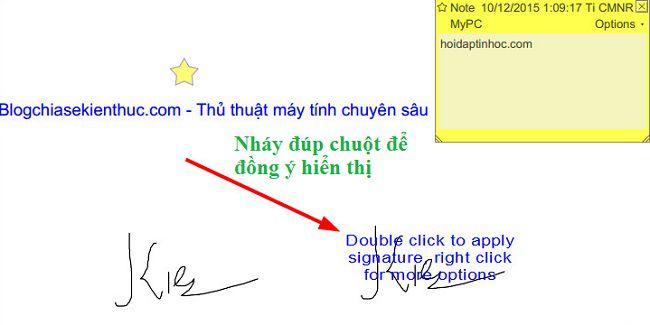 Note 10/12/2015 1:09:17 Ti CMNR
MyPC Options
hoidaptinhoc.com
Blogchiasekienthuc.com - Thủ thuật máy tính chuyên sâu
Nháy đúp chuột để
đồng ý hiển thị
Double click to apply
signature, right click
for more options